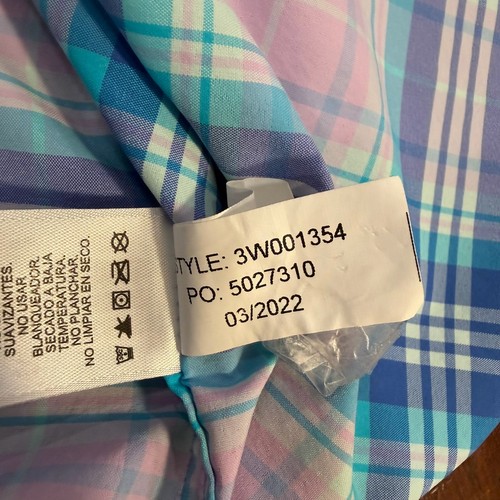 STYLE: 3W001354
PO: 5027310
03/2022
SUAVIZANTES.
NO USAR
BLANQUEADOR.
SECADO A BAJA
TEMPERATURA.
NO PLANCHAR.
NO LIMPIAR EN SECO.